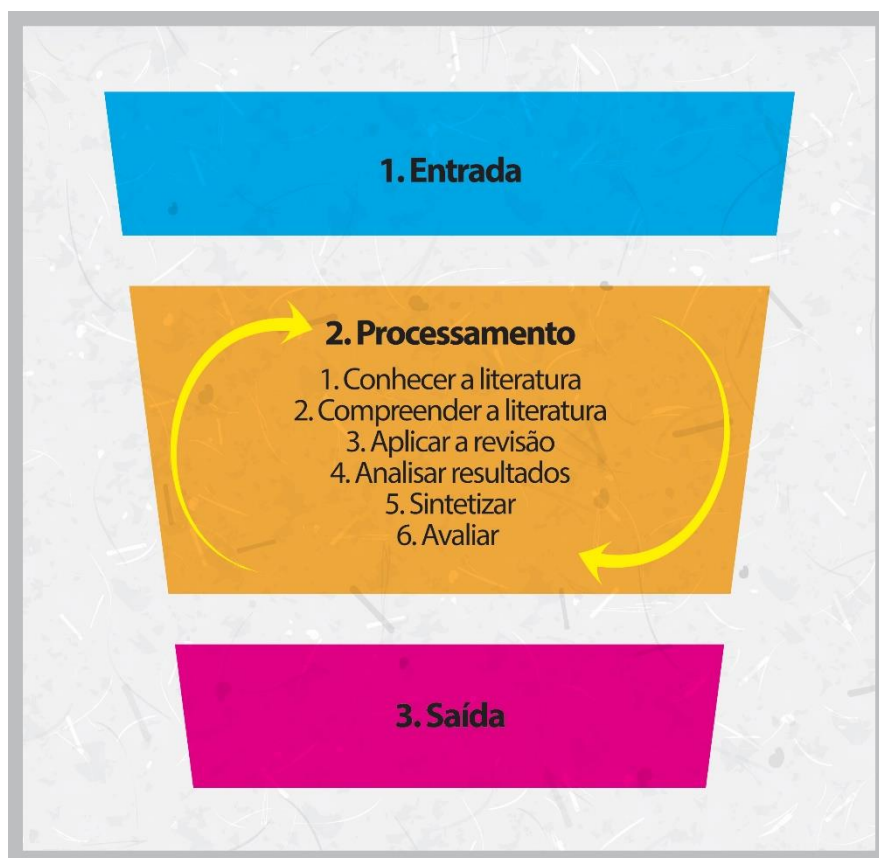 1. Entrada
2. Processamento
1. Conhecer a literatura
2. Compreender a literatura
3. Aplicar a revisão
4. Analisar resultados
5. Sintetizar
6. Avaliar
3. Saída